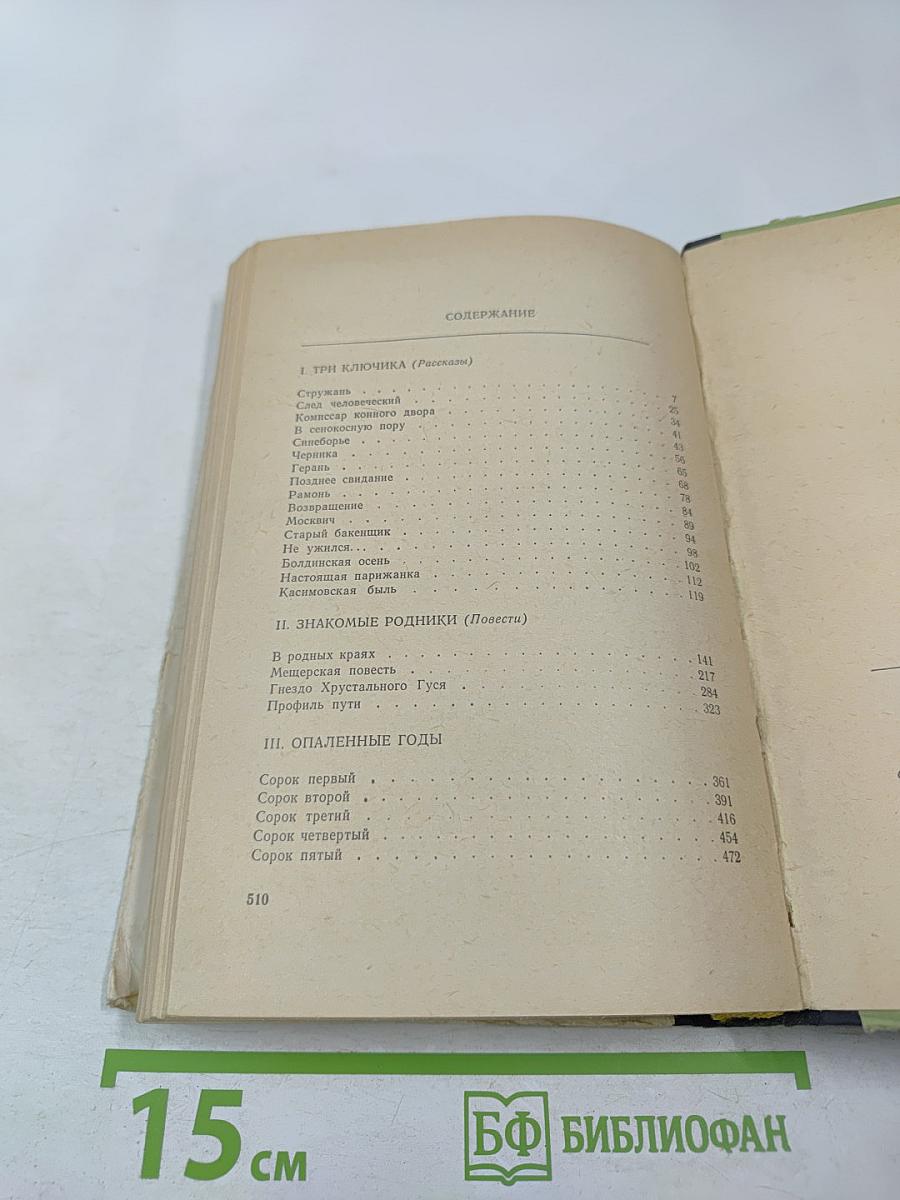 СОДЕРЖАНИЕ
I. ТРИ КЛЮЧИКА (Рассказы)
Стружань . . . 7
След человеческий . . . 25
Комиссар конного двора . . . 34
В сенокосную пору . . . 41
Синеборье . . . 43
Черника . . . 56
Герань . . . 65
Позднее свидание . . . 68
Рамонь . . . 78
Возвращение . . . 84
Москвич . . . 89
Старый бакенщик . . . 94
Не ужился... . . . 98
Болдинская осень . . . 102
Настоящая парижанка . . . 112
Касимовская быль . . . 119
II. ЗНАКОМЫЕ РОДНИКИ (Повести)
В родных краях . . . 141
Мещерская повесть . . . 217
Гнездо Хрустального Гуся . . . 284
Профиль пути . . . 323
III. ОПАЛЕННЫЕ ГОДЫ
Сорок первый . . . 361
Сорок второй . . . 391
Сорок третий . . . 416
Сорок четвертый . . . 454
Сорок пятый . . . 472
510
15 см
БФ БИБЛИОФАН